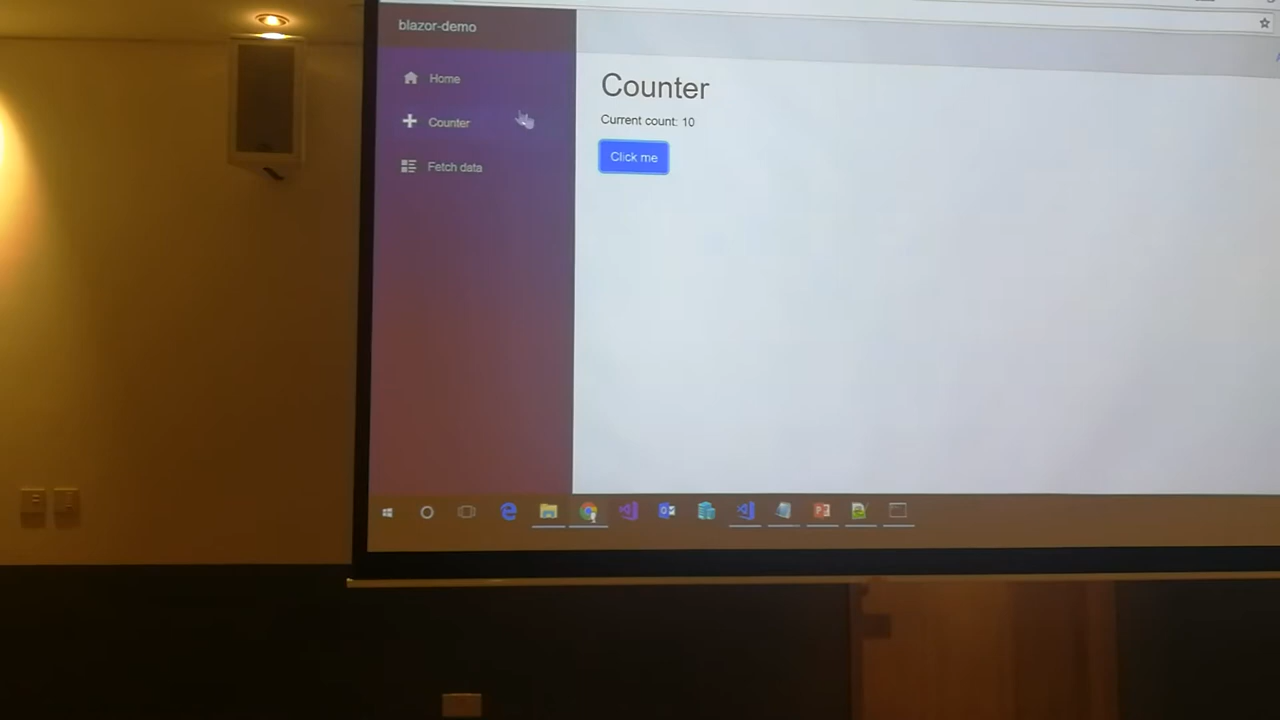 blazor-demo
Home
Counter
Fetch data
Counter
Current count: 10
Click me